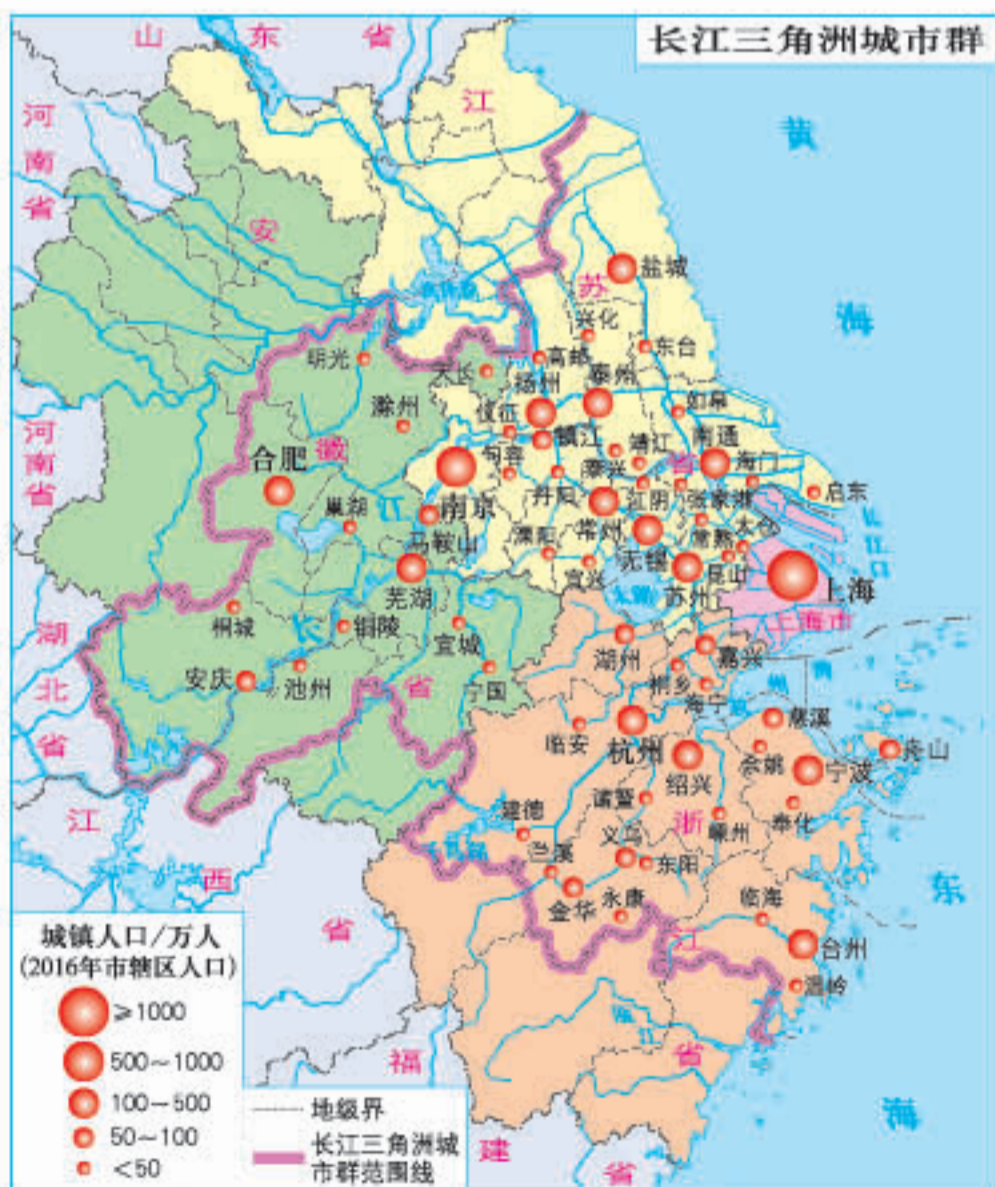 长江三角洲城市群
山东省
河南省
河南省
湖北省
江西省
福建省
江苏省
安徽省
浙江省
上海市
黄海
东海
长江
盐城
兴化
东台
明光
天长
高邮
扬州
泰州
如皋
滁州
仪征
镇江
靖江
南通
合肥
句容
泰兴
海门
启东
巢湖
南京
丹阳
江阴
张家港
马鞍山
溧阳
常州
常熟
太仓
芜湖
宜兴
无锡
昆山
上海
太湖
苏州
桐城
铜陵
宣城
湖州
嘉兴
安庆
池州
宁国
桐乡
海宁
临安
杭州
慈溪
舟山
绍兴
余姚
宁波
建德
诸暨
奉化
兰溪
义乌
嵊州
东阳
金华
永康
临海
台州
温岭
城镇人口/万人
(2016年市辖区人口)
≥1000
500～1000
100～500
50～100
<50
地级界
长江三角洲城
市群范围线